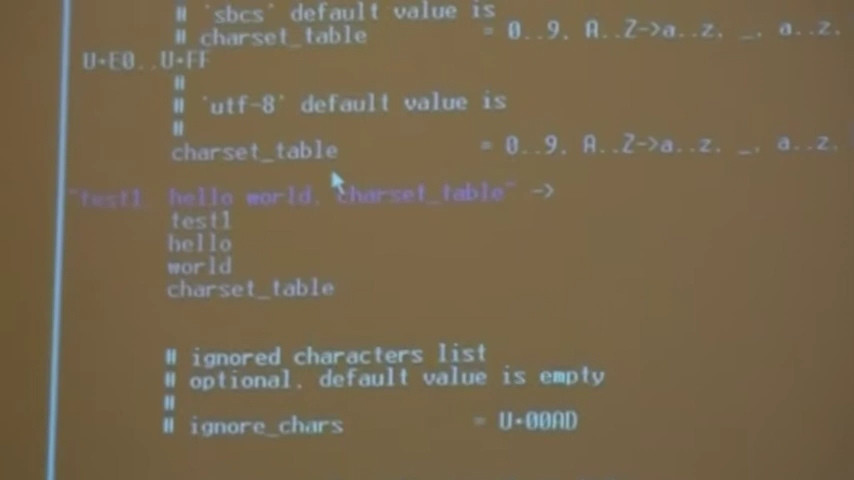 # 'sbcs' default value is
# charset_table = 0..9, A..Z->a..z, _, a..z,
U+E0..U+FF
#
# 'utf-8' default value is
#
charset_table = 0..9, A..Z->a..z, _, a..z,
"test1, hello world, charset_table" ->
test1
hello
world
charset_table
# ignored characters list
# optional, default value is empty
#
# ignore_chars = U+00AD